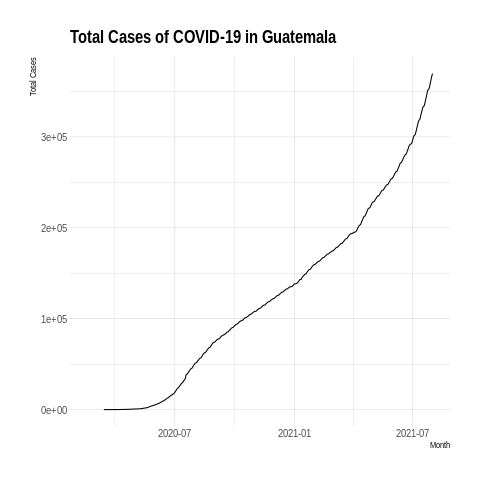 Total Cases of COVID-19 in Guatemala
Total Cases
3e+05
2e+05
1e+05
0e+00
2020-07 2021-01 2021-07
Month